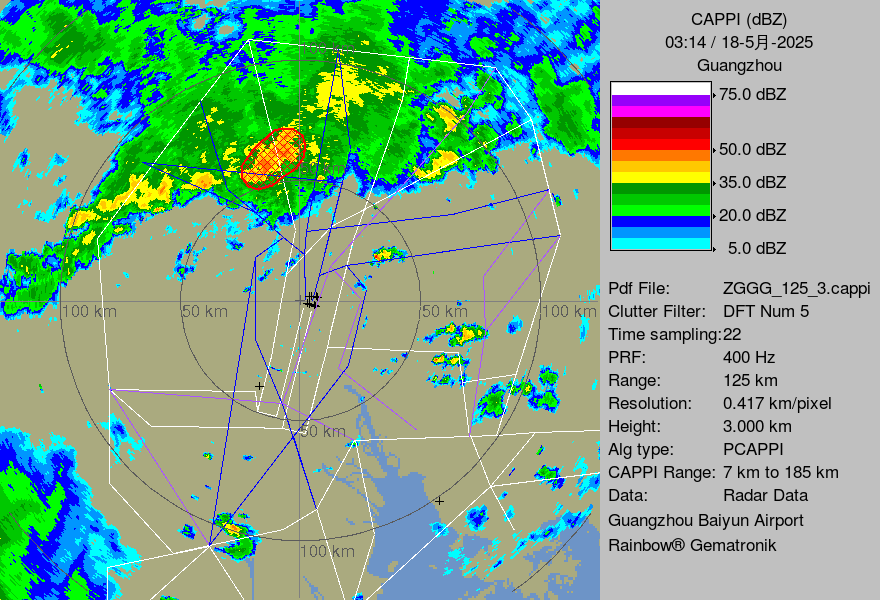 CAPPI (dBZ)
03:14 / 18-5月-2025
Guangzhou
75.0 dBZ
50.0 dBZ
35.0 dBZ
20.0 dBZ
5.0 dBZ
Pdf File: ZGGG_125_3.cappi
Clutter Filter: DFT Num 5
Time sampling:22
PRF: 400 Hz
Range: 125 km
Resolution: 0.417 km/pixel
Height: 3.000 km
Alg type: PCAPPI
CAPPI Range: 7 km to 185 km
Data: Radar Data
Guangzhou Baiyun Airport
Rainbow® Gematronik
100 km
100 km
50 km
50 km
100 km
50 km
100 km